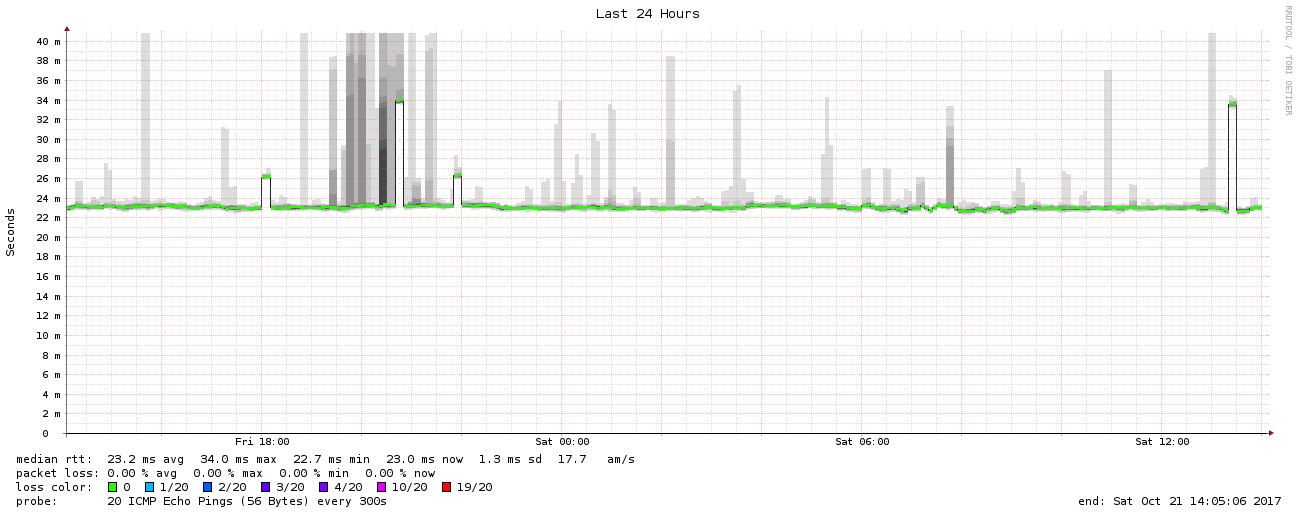 Last 24 Hours
RRDTOOL / TOBI OETIKER
Seconds
40 m
38 m
36 m
34 m
32 m
30 m
28 m
26 m
24 m
22 m
20 m
18 m
16 m
14 m
12 m
10 m
8 m
6 m
4 m
2 m
0
Fri 18:00 Sat 00:00 Sat 06:00 Sat 12:00
median rtt: 23.2 ms avg 34.0 ms max 22.7 ms min 23.0 ms now 1.3 ms sd 17.7 am/s
packet loss: 0.00 % avg 0.00 % max 0.00 % min 0.00 % now
loss color: 0 1/20 2/20 3/20 4/20 10/20 19/20
probe: 20 ICMP Echo Pings (56 Bytes) every 300s end: Sat Oct 21 14:05:06 2017